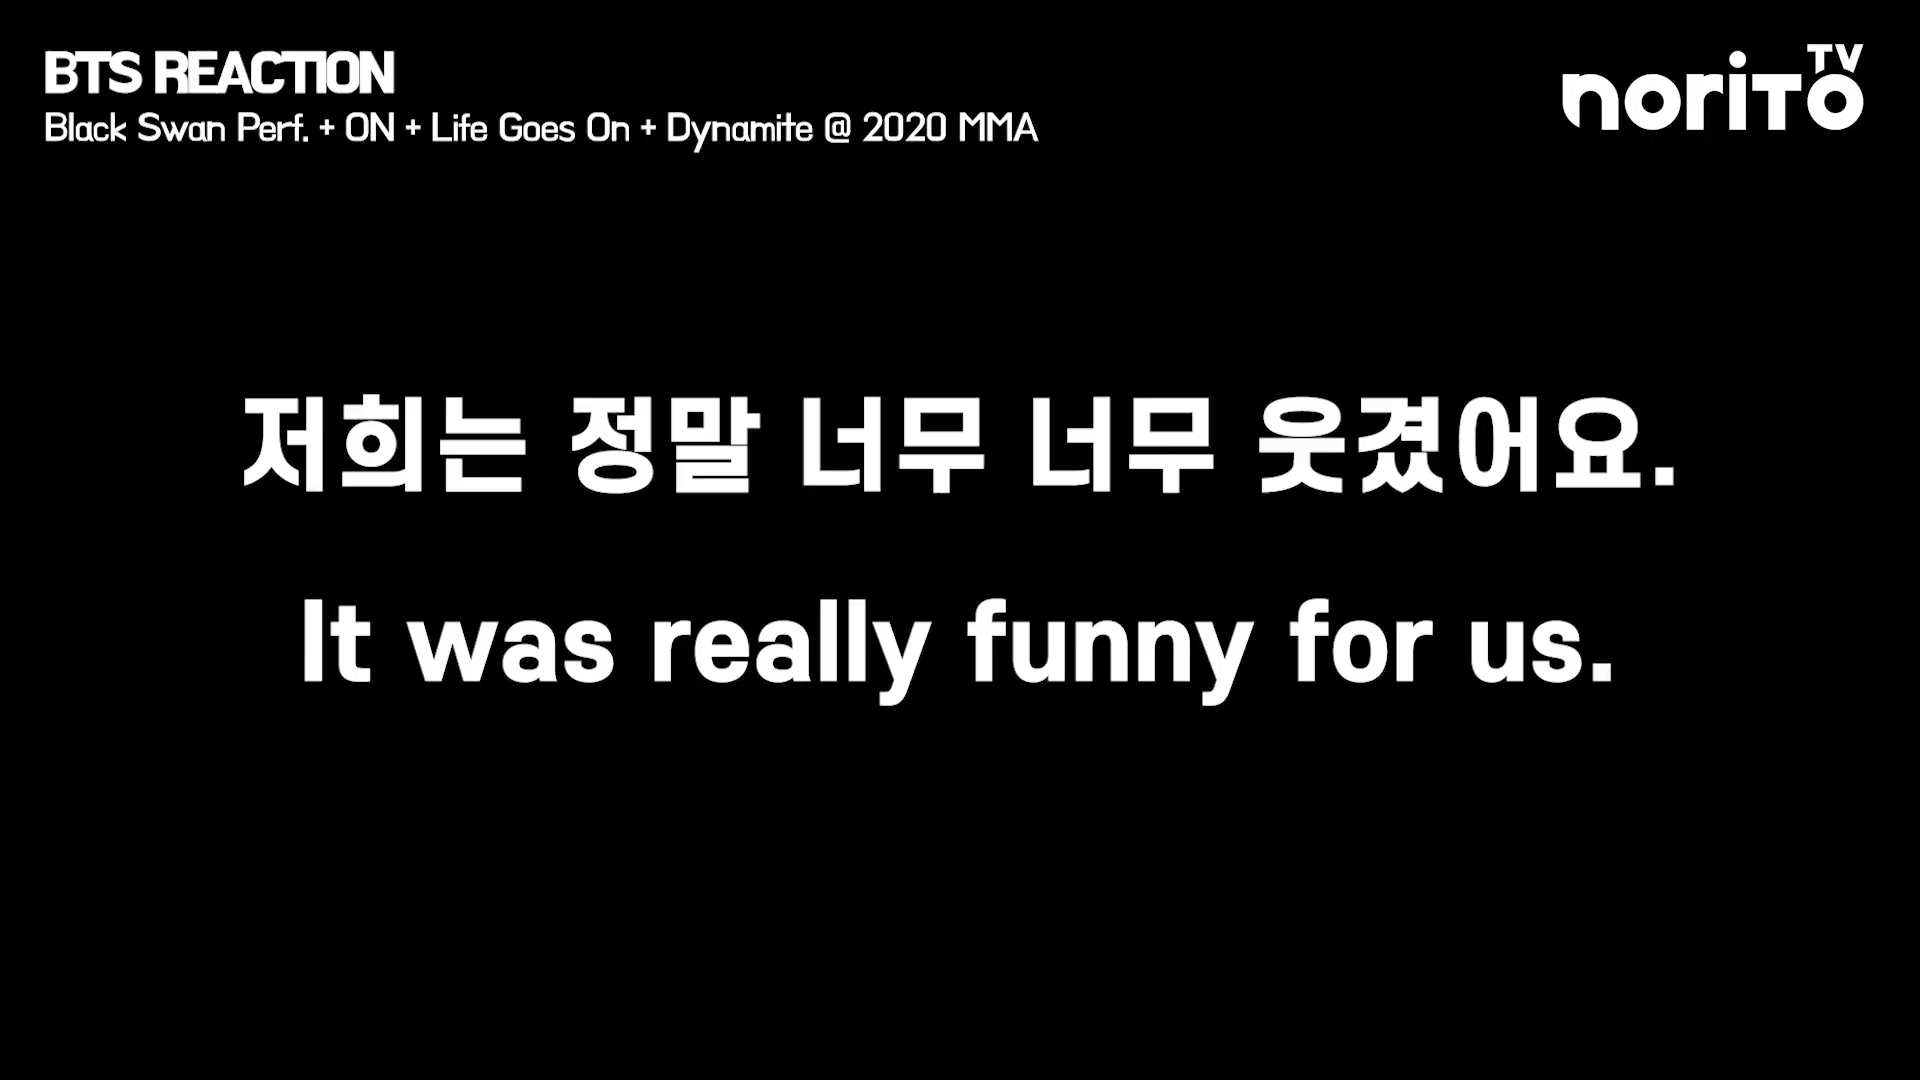 BTS REACTION
Black Swan Perf. + ON + Life Goes On + Dynamite @ 2020 MMA
noriTo TV
저희는 정말 너무 너무 웃겼어요.
It was really funny for us.